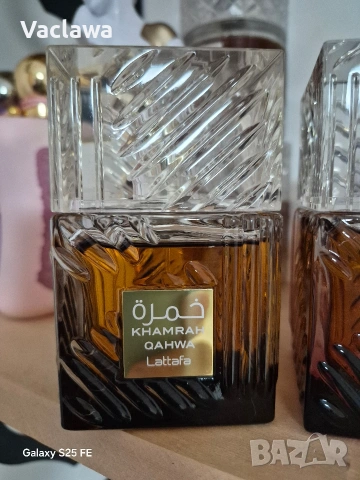 Vaclawa
خمرة
KHAMRAH
QAHWA
Lattafa
Galaxy S25 FE
BAZAR